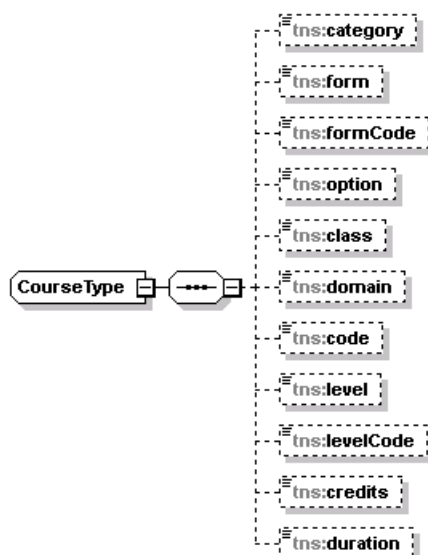 tns:category
tns:form
tns:formCode
tns:option
tns:class
CourseType
tns:domain
tns:code
tns:level
tns:levelCode
tns:credits
tns:duration